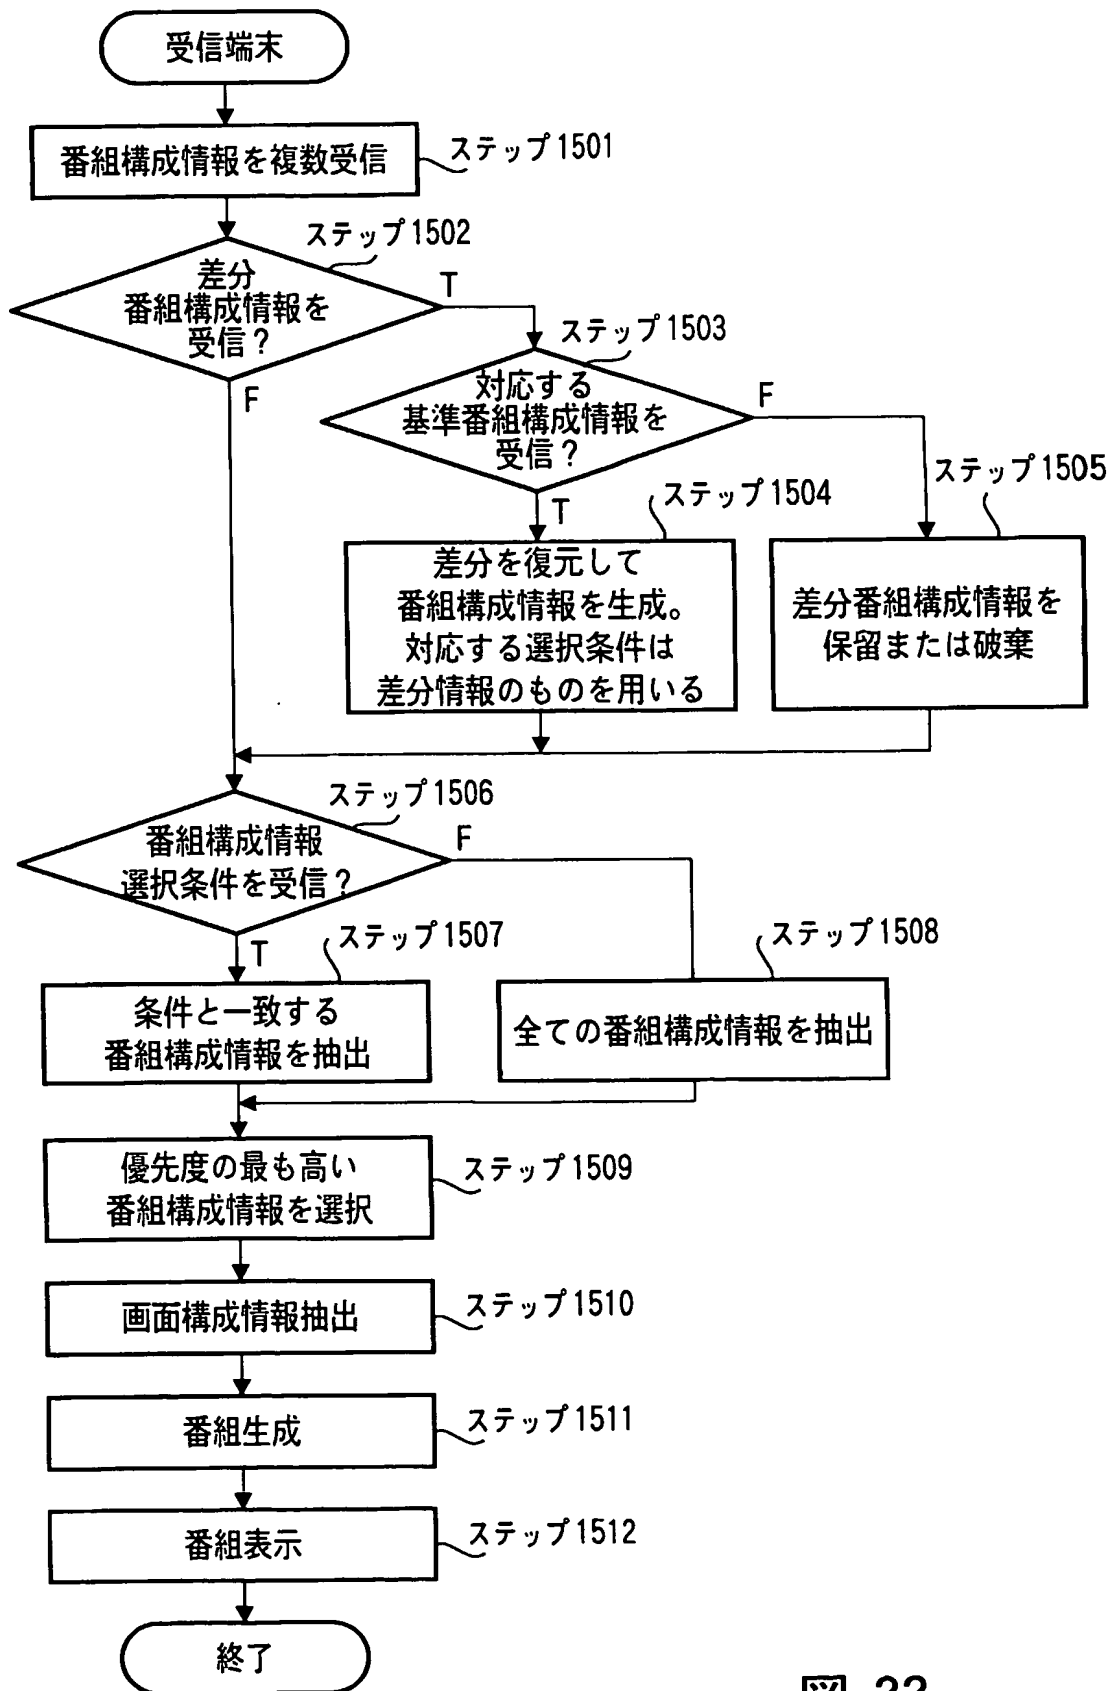 受信端末
番組構成情報を複数受信
ステップ1501
ステップ1502
差分
番組構成情報を
受信?
T
F
ステップ1503
対応する
基準番組構成情報を
受信?
F
T
ステップ1504
差分を復元して
番組構成情報を生成。
対応する選択条件は
差分情報のものを用いる
ステップ1505
差分番組構成情報を
保留または破棄
ステップ1506
番組構成情報
選択条件を受信?
F
T
ステップ1507
条件と一致する
番組構成情報を抽出
ステップ1508
全ての番組構成情報を抽出
優先度の最も高い
番組構成情報を選択
ステップ1509
画面構成情報抽出
ステップ1510
番組生成
ステップ1511
番組表示
ステップ1512
終了